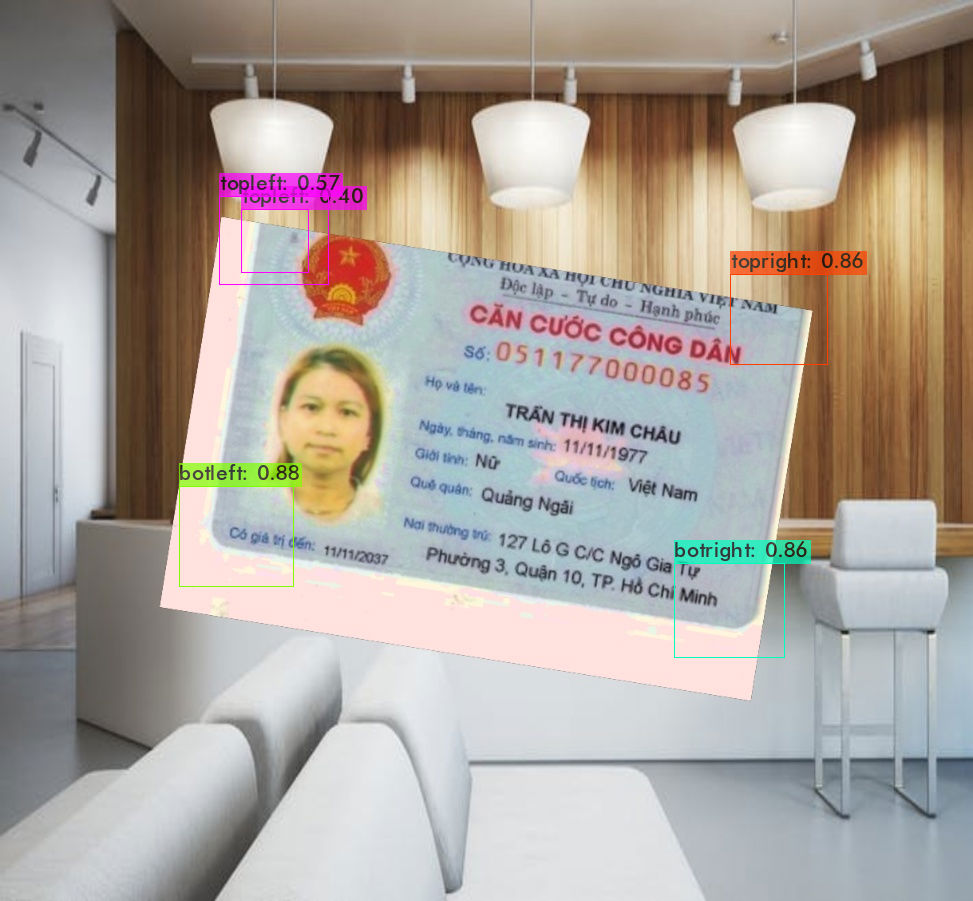 topleft: 0.57
topleft: 0.40
topright: 0.86
CỘNG HÒA XÃ HỘI CHỦ NGHĨA VIỆT NAM
Độc lập - Tự do - Hạnh phúc
CĂN CƯỚC CÔNG DÂN
Số: 051177000085
Họ và tên:
TRẦN THỊ KIM CHÂU
Ngày, tháng, năm sinh: 11/11/1977
Giới tính: Nữ Quốc tịch: Việt Nam
Quê quán: Quảng Ngãi
botleft: 0.88
Nơi thường trú: 127 Lô G C/C Ngô Gia Tự
Phường 3, Quận 10, TP. Hồ Chí Minh
botright: 0.86
Có giá trị đến: 11/11/2037